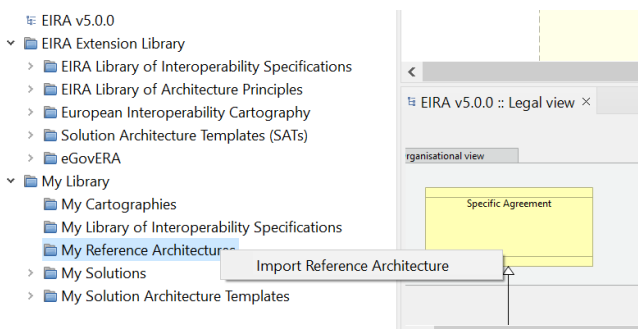 EIRA v5.0.0
EIRA Extension Library
EIRA Library of Interoperability Specifications
EIRA Library of Architecture Principles
European Interoperability Cartography
Solution Architecture Templates (SATs)
eGovERA
My Library
My Cartographies
My Library of Interoperability Specifications
My Reference Architectures
My Solutions
My Solution Architecture Templates
Import Reference Architecture
EIRA v5.0.0 :: Legal view
rganisational view
Specific Agreement